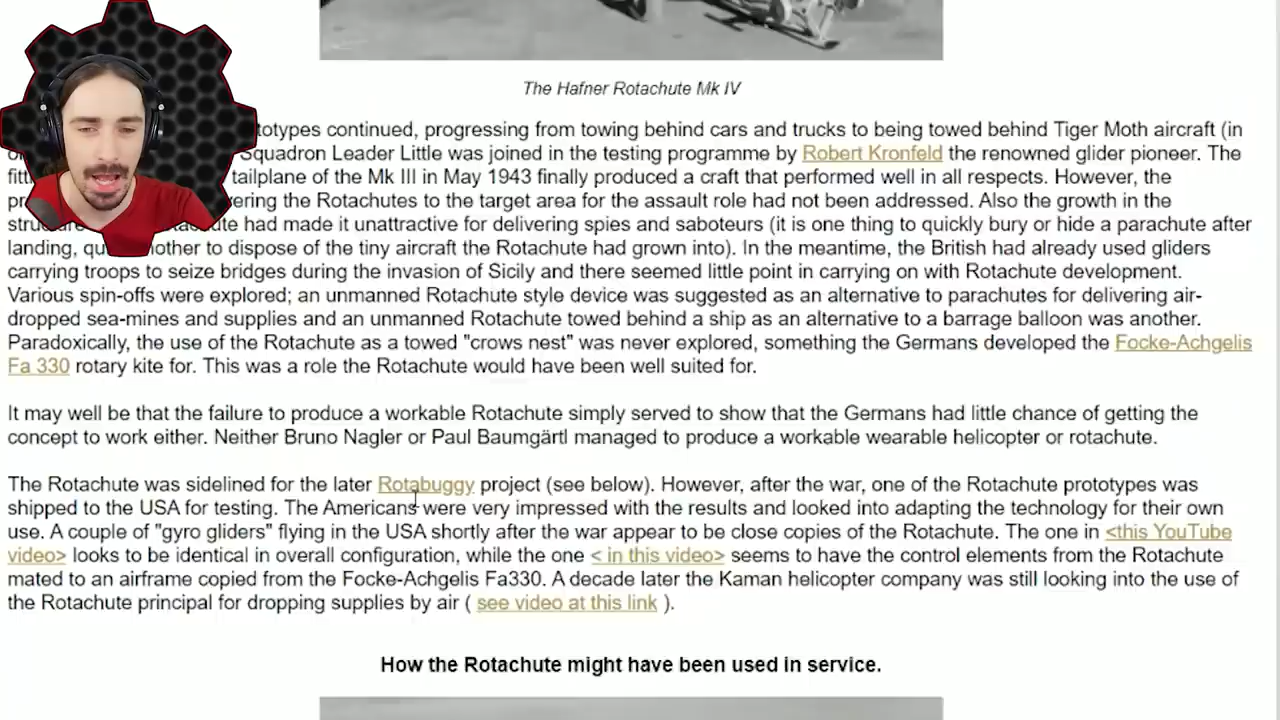 The Hafner Rotachute Mk IV
totypes continued, progressing from towing behind cars and trucks to being towed behind Tiger Moth aircraft (in
Squadron Leader Little was joined in the testing programme by Robert Kronfeld the renowned glider pioneer. The
tailplane of the Mk III in May 1943 finally produced a craft that performed well in all respects. However, the
ering the Rotachutes to the target area for the assault role had not been addressed. Also the growth in the
had made it unattractive for delivering spies and saboteurs (it is one thing to quickly bury or hide a parachute after
landing, to dispose of the tiny aircraft the Rotachute had grown into). In the meantime, the British had already used gliders
carrying troops to seize bridges during the invasion of Sicily and there seemed little point in carrying on with Rotachute development.
Various spin-offs were explored; an unmanned Rotachute style device was suggested as an alternative to parachutes for delivering air-
dropped sea-mines and supplies and an unmanned Rotachute towed behind a ship as an alternative to a barrage balloon was another.
Paradoxically, the use of the Rotachute as a towed "crows nest" was never explored, something the Germans developed the Focke-Achgelis
Fa 330 rotary kite for. This was a role the Rotachute would have been well suited for.
It may well be that the failure to produce a workable Rotachute simply served to show that the Germans had little chance of getting the
concept to work either. Neither Bruno Nagler or Paul Baumgärtl managed to produce a workable wearable helicopter or rotachute.
The Rotachute was sidelined for the later Rotabuggy project (see below). However, after the war, one of the Rotachute prototypes was
shipped to the USA for testing. The Americans were very impressed with the results and looked into adapting the technology for their own
use. A couple of "gyro gliders" flying in the USA shortly after the war appear to be close copies of the Rotachute. The one in <this YouTube
video> looks to be identical in overall configuration, while the one < in this video> seems to have the control elements from the Rotachute
mated to an airframe copied from the Focke-Achgelis Fa330. A decade later the Kaman helicopter company was still looking into the use of
the Rotachute principal for dropping supplies by air ( see video at this link ).
How the Rotachute might have been used in service.